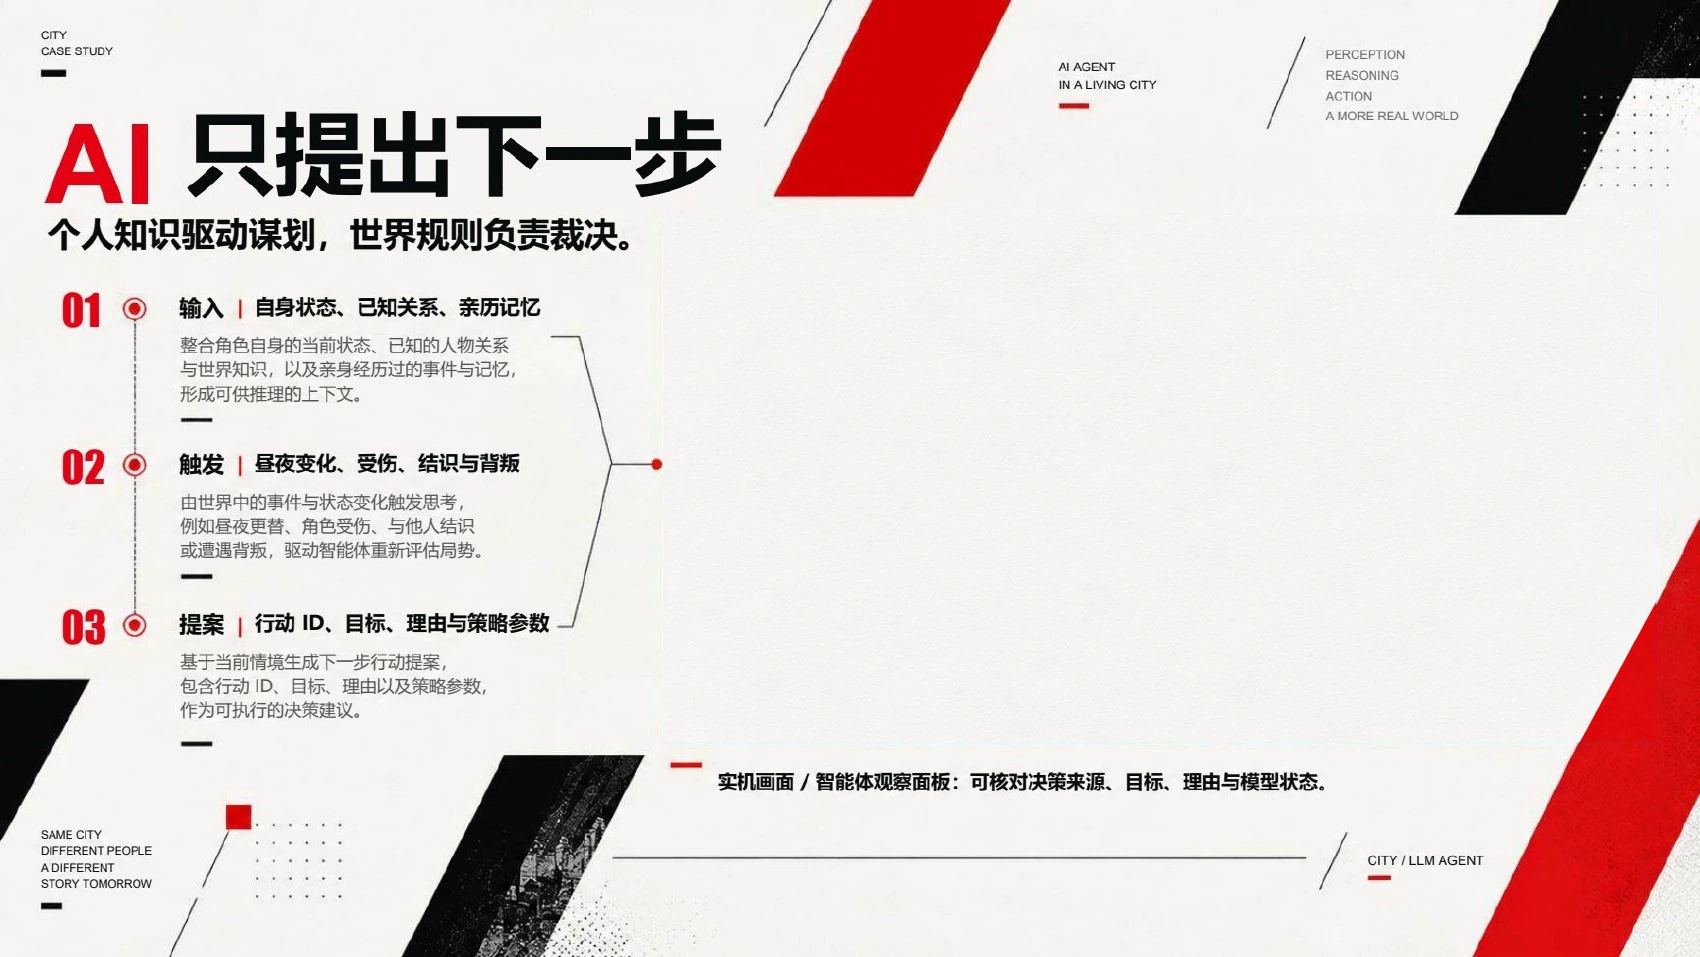 CITY
CASE STUDY
AI AGENT
IN A LIVING CITY
PERCEPTION
REASONING
ACTION
A MORE REAL WORLD
AI 只提出下一步
个人知识驱动谋划，世界规则负责裁决。
01
输入 | 自身状态、已知关系、亲历记忆
整合角色自身的当前状态、已知的人物关系
与世界知识，以及亲身经历过的事件与记忆，
形成可供推理的上下文。
02
触发 | 昼夜变化、受伤、结识与背叛
由世界中的事件与状态变化触发思考，
例如昼夜更替、角色受伤、与他人结识
或遭遇背叛，驱动智能体重新评估局势。
03
提案 | 行动 ID、目标、理由与策略参数
基于当前情境生成下一步行动提案，
包含行动 ID、目标、理由以及策略参数，
作为可执行的决策建议。
实机画面 / 智能体观察面板：可核对决策来源、目标、理由与模型状态。
SAME CITY
DIFFERENT PEOPLE
A DIFFERENT
STORY TOMORROW
CITY / LLM AGENT